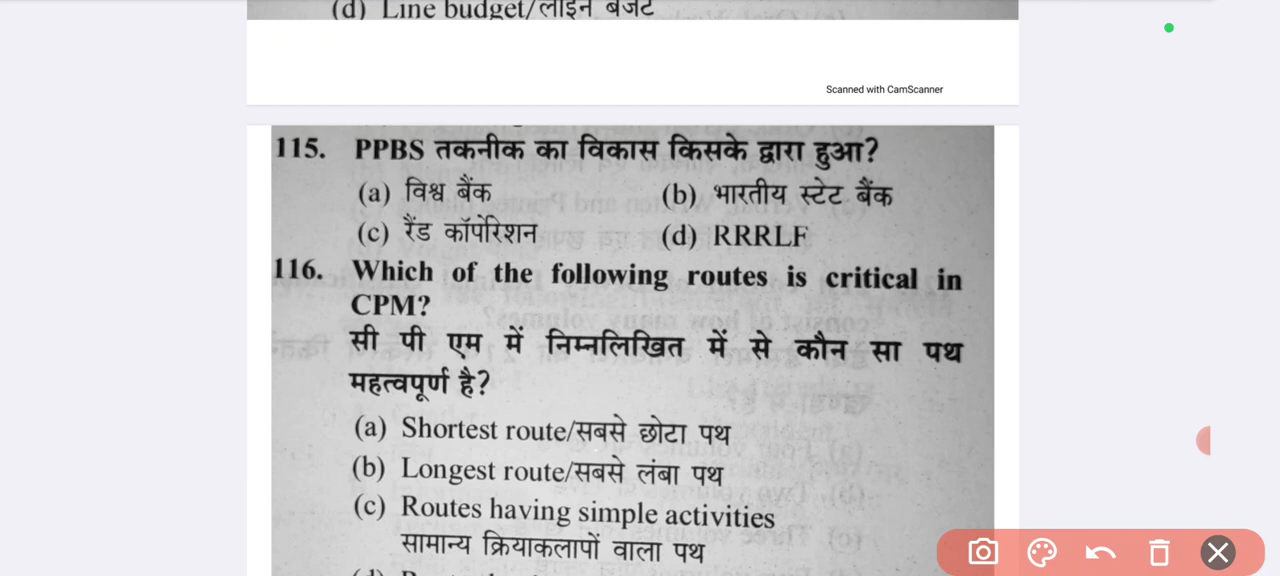 (d) Line budget/लाइन बजट
Scanned with CamScanner
115. PPBS तकनीक का विकास किसके द्वारा हुआ?
(a) विश्व बैंक (b) भारतीय स्टेट बैंक
(c) रैंड कॉर्पोरेशन (d) RRRLF
116. Which of the following routes is critical in
CPM?
सी पी एम में निम्नलिखित में से कौन सा पथ
महत्वपूर्ण है?
(a) Shortest route/सबसे छोटा पथ
(b) Longest route/सबसे लंबा पथ
(c) Routes having simple activities
सामान्य क्रियाकलापों वाला पथ